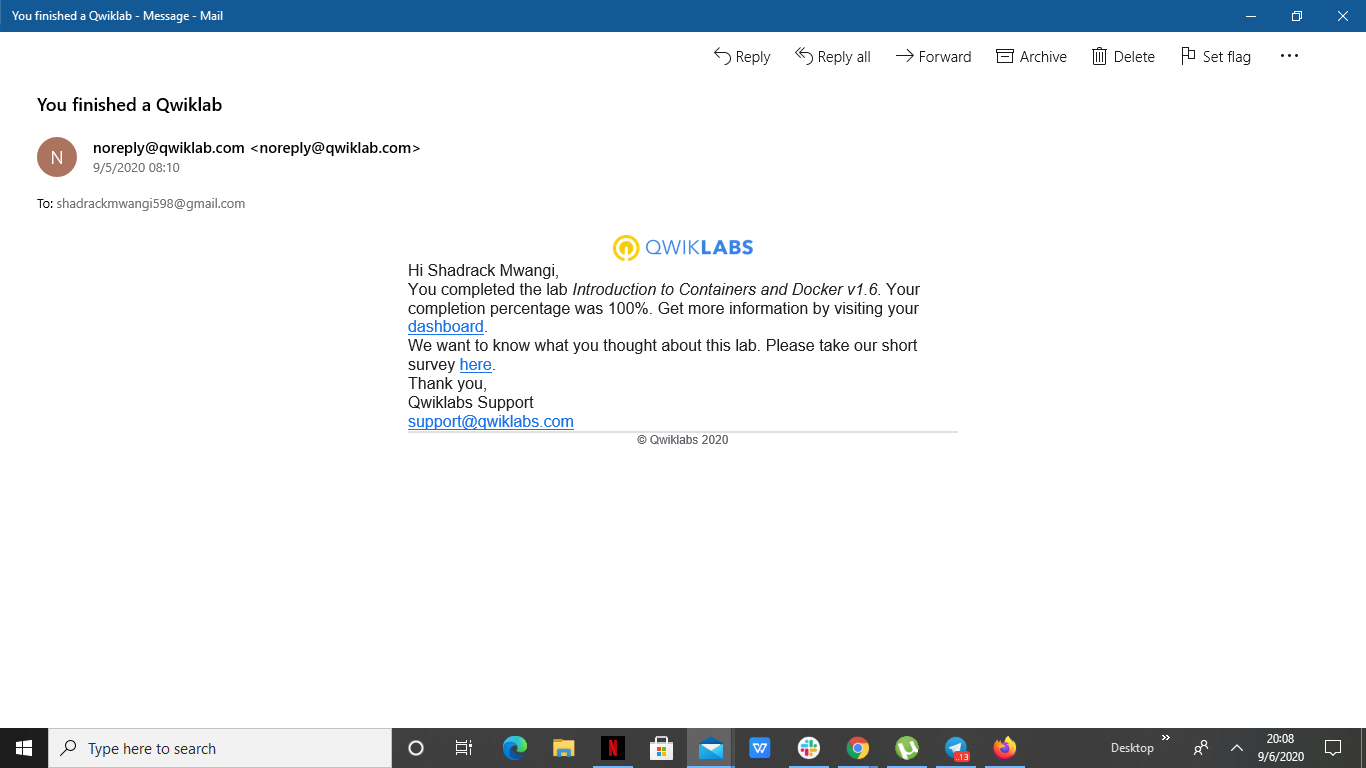 You finished a Qwiklab - Message - Mail
Reply
Reply all
Forward
Archive
Delete
Set flag
You finished a Qwiklab
N
noreply@qwiklab.com <noreply@qwiklab.com>
9/5/2020 08:10
To: shadrackmwangi598@gmail.com
QWIKLABS
Hi Shadrack Mwangi,
You completed the lab Introduction to Containers and Docker v1.6. Your
completion percentage was 100%. Get more information by visiting your
dashboard.
We want to know what you thought about this lab. Please take our short
survey here.
Thank you,
Qwiklabs Support
support@qwiklabs.com
© Qwiklabs 2020
Type here to search
N
W
.13
Desktop
20:08
9/6/2020